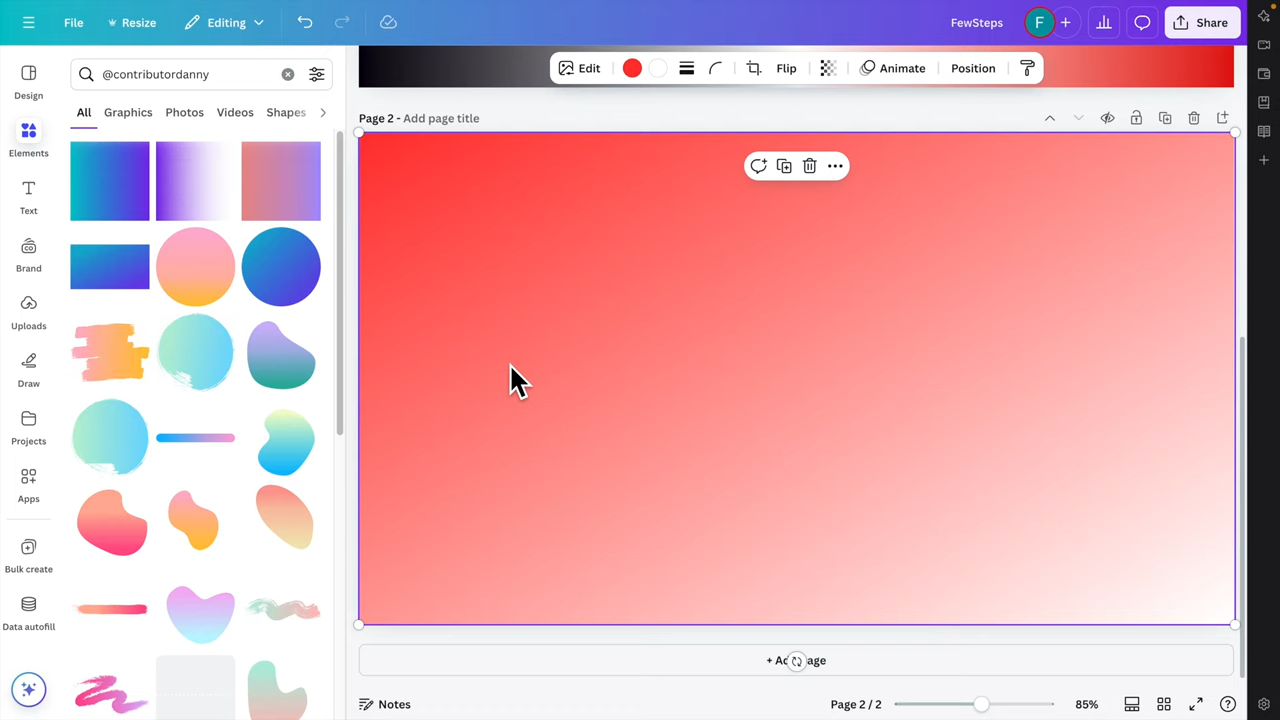 File
Resize
Editing
FewSteps
F
Share
Design
Elements
Text
Brand
Uploads
Draw
Projects
Apps
Bulk create
Data autofill
@contributordanny
All
Graphics
Photos
Videos
Shapes
Edit
Flip
Animate
Position
Page 2 - Add page title
Notes
Page 2 / 2
85%